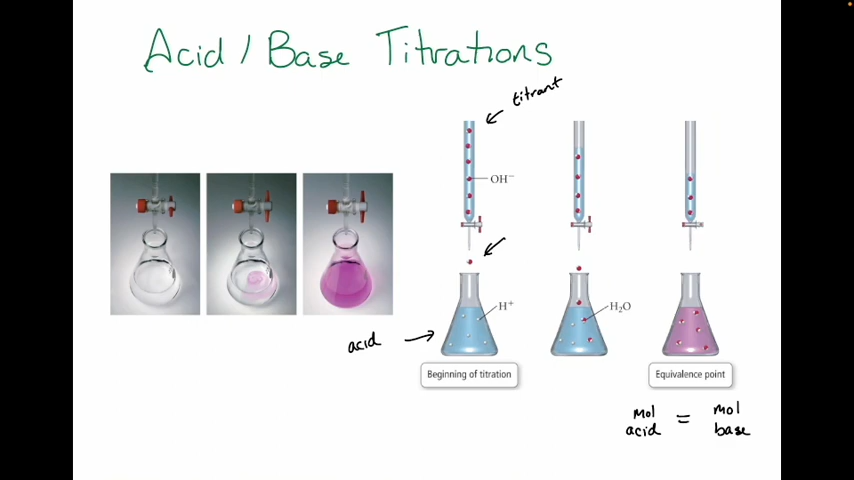 Acid / Base Titrations
titrant
OH⁻
H⁺
H₂O
acid
Beginning of titration
Equivalence point
mol acid = mol base